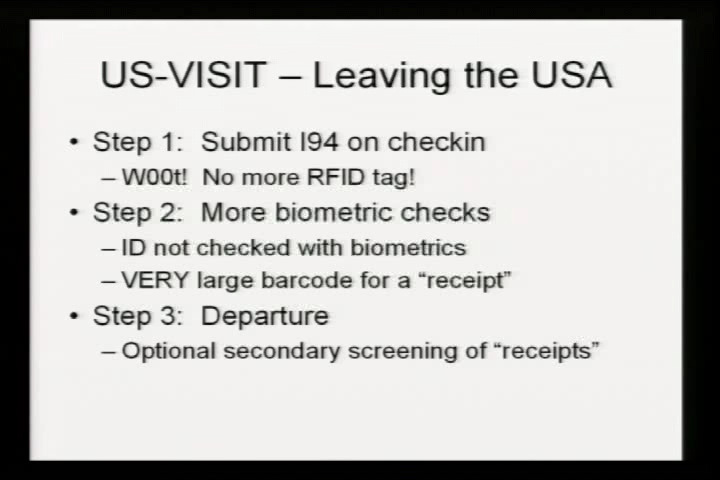 US-VISIT – Leaving the USA
• Step 1: Submit I94 on checkin
– W00t! No more RFID tag!
• Step 2: More biometric checks
– ID not checked with biometrics
– VERY large barcode for a “receipt”
• Step 3: Departure
– Optional secondary screening of “receipts”